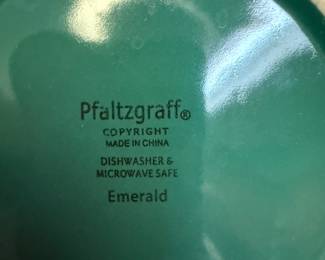 Pfaltzgraff®
COPYRIGHT
MADE IN CHINA
DISHWASHER &
MICROWAVE SAFE
Emerald